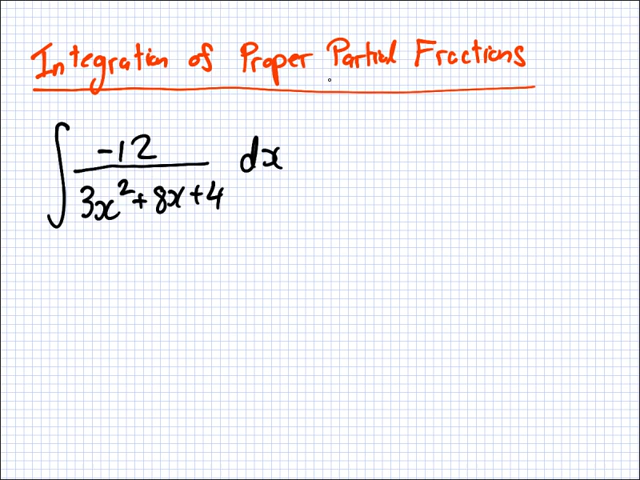 Integration of Proper Partial Fractions
∫ -12 / (3x² + 8x + 4) dx